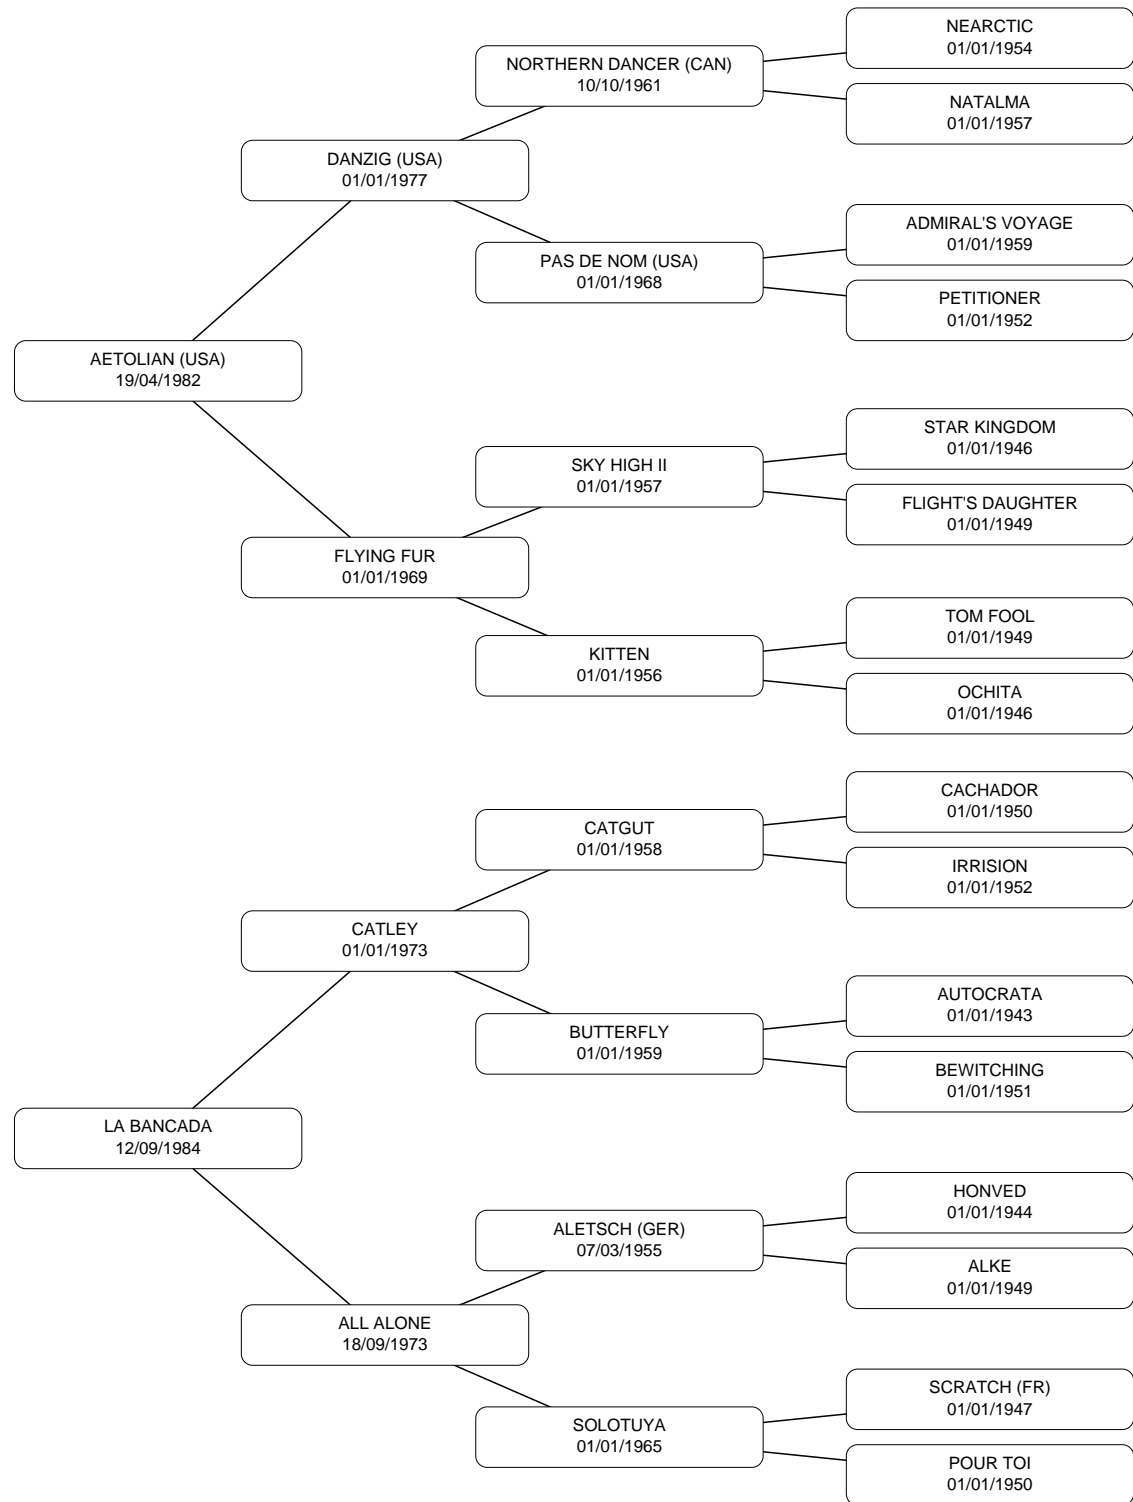 NEARCTIC
01/01/1954
NORTHERN DANCER (CAN)
10/10/1961
NATALMA
01/01/1957
DANZIG (USA)
01/01/1977
ADMIRAL'S VOYAGE
01/01/1959
PAS DE NOM (USA)
01/01/1968
PETITIONER
01/01/1952
AETOLIAN (USA)
19/04/1982
STAR KINGDOM
01/01/1946
SKY HIGH II
01/01/1957
FLIGHT'S DAUGHTER
01/01/1949
FLYING FUR
01/01/1969
TOM FOOL
01/01/1949
KITTEN
01/01/1956
OCHITA
01/01/1946
CACHADOR
01/01/1950
CATGUT
01/01/1958
IRRISION
01/01/1952
CATLEY
01/01/1973
AUTOCRATA
01/01/1943
BUTTERFLY
01/01/1959
BEWITCHING
01/01/1951
LA BANCADA
12/09/1984
HONVED
01/01/1944
ALETSCH (GER)
07/03/1955
ALKE
01/01/1949
ALL ALONE
18/09/1973
SCRATCH (FR)
01/01/1947
SOLOTUYA
01/01/1965
POUR TOI
01/01/1950